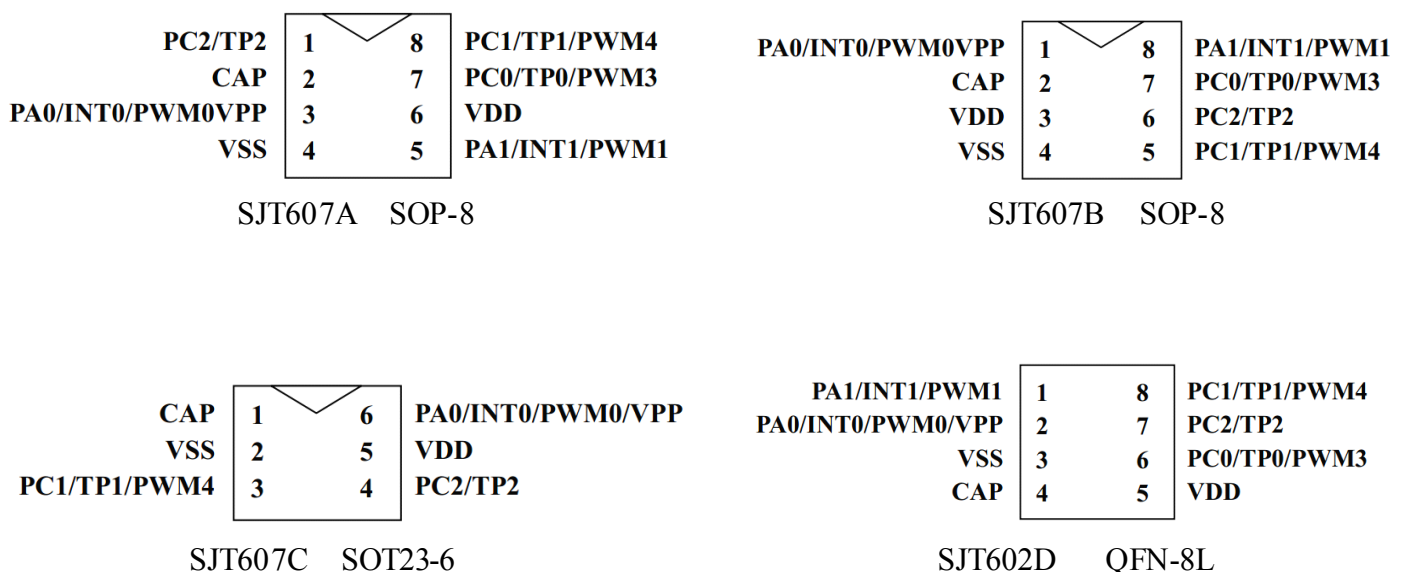 PC2/TP2 1 8 PC1/TP1/PWM4
CAP 2 7 PC0/TP0/PWM3
PA0/INT0/PWM0VPP 3 6 VDD
VSS 4 5 PA1/INT1/PWM1
SJT607A SOP-8
PA0/INT0/PWM0VPP 1 8 PA1/INT1/PWM1
CAP 2 7 PC0/TP0/PWM3
VDD 3 6 PC2/TP2
VSS 4 5 PC1/TP1/PWM4
SJT607B SOP-8
CAP 1 6 PA0/INT0/PWM0/VPP
VSS 2 5 VDD
PC1/TP1/PWM4 3 4 PC2/TP2
SJT607C SOT23-6
PA1/INT1/PWM1 1 8 PC1/TP1/PWM4
PA0/INT0/PWM0/VPP 2 7 PC2/TP2
VSS 3 6 PC0/TP0/PWM3
CAP 4 5 VDD
SJT602D QFN-8L